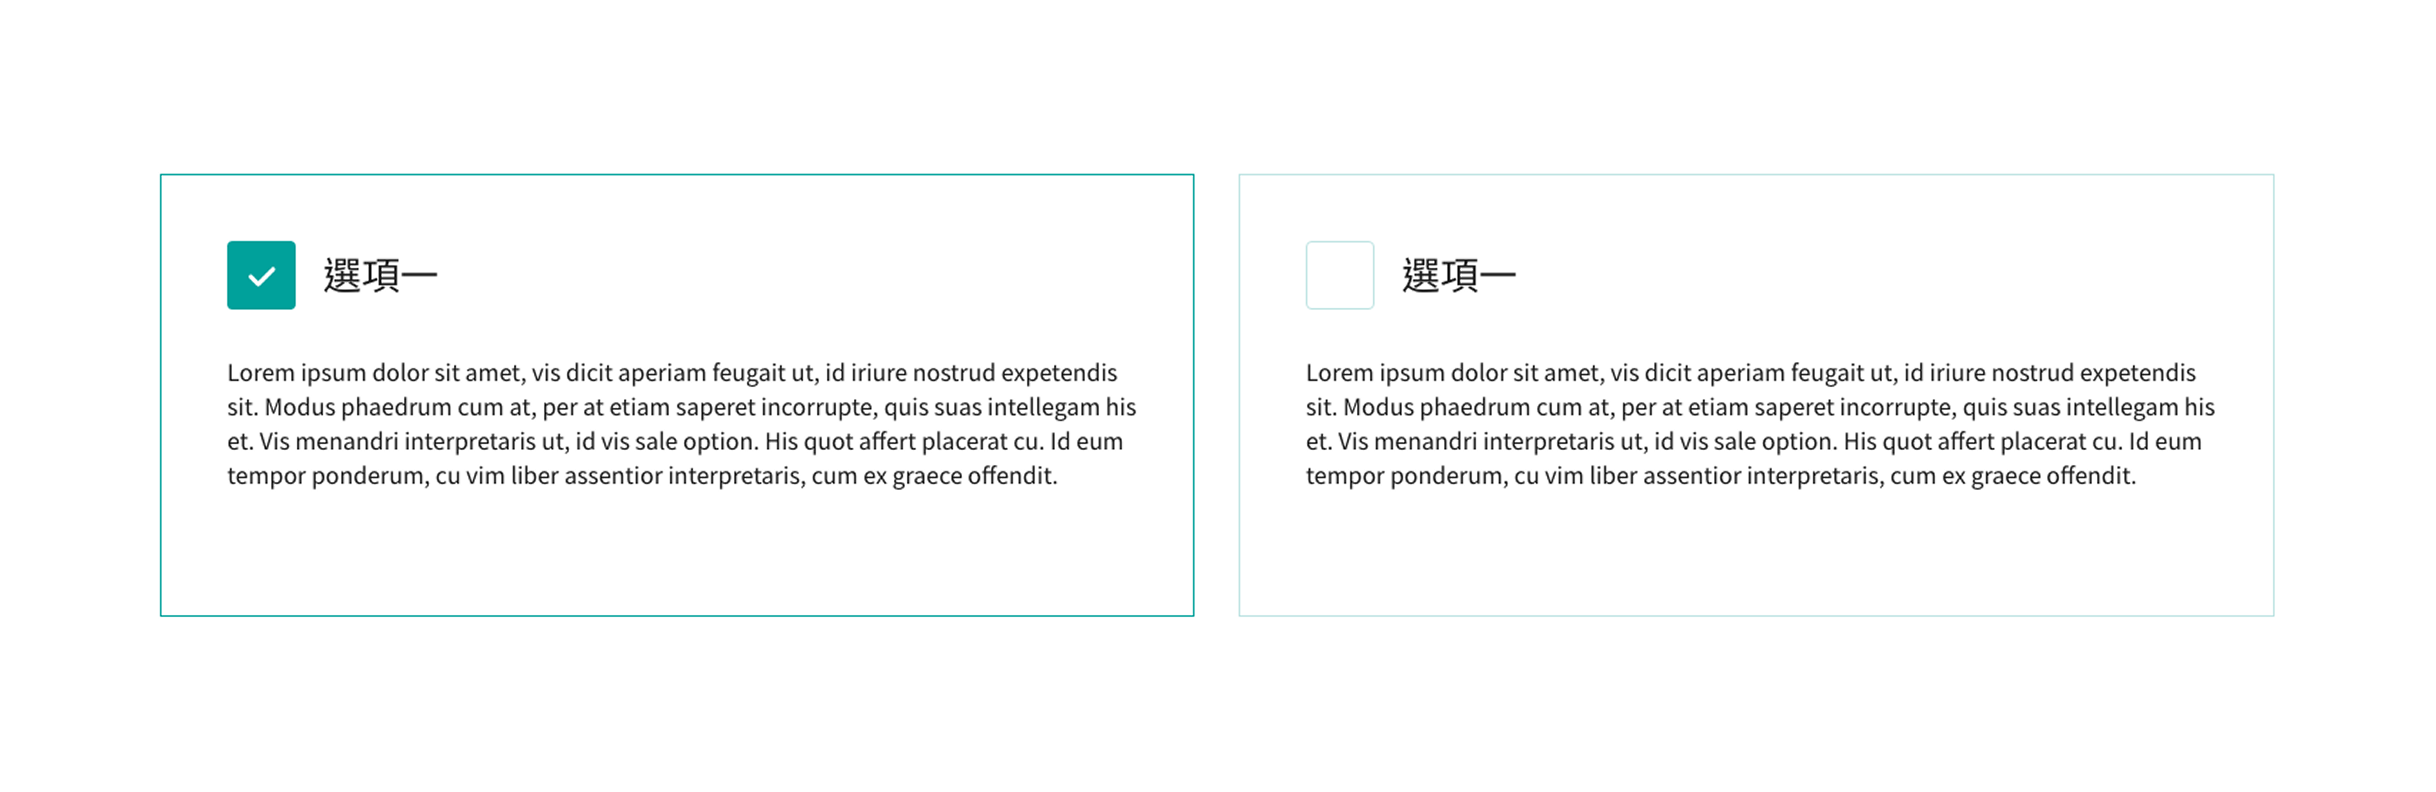 選項一
Lorem ipsum dolor sit amet, vis dicit aperiam feugait ut, id iriure nostrud expetendis
sit. Modus phaedrum cum at, per at etiam saperet incorrupte, quis suas intellegam his
et. Vis menandri interpretaris ut, id vis sale option. His quot affert placerat cu. Id eum
tempor ponderum, cu vim liber assentior interpretaris, cum ex graece offendit.
選項一
Lorem ipsum dolor sit amet, vis dicit aperiam feugait ut, id iriure nostrud expetendis
sit. Modus phaedrum cum at, per at etiam saperet incorrupte, quis suas intellegam his
et. Vis menandri interpretaris ut, id vis sale option. His quot affert placerat cu. Id eum
tempor ponderum, cu vim liber assentior interpretaris, cum ex graece offendit.